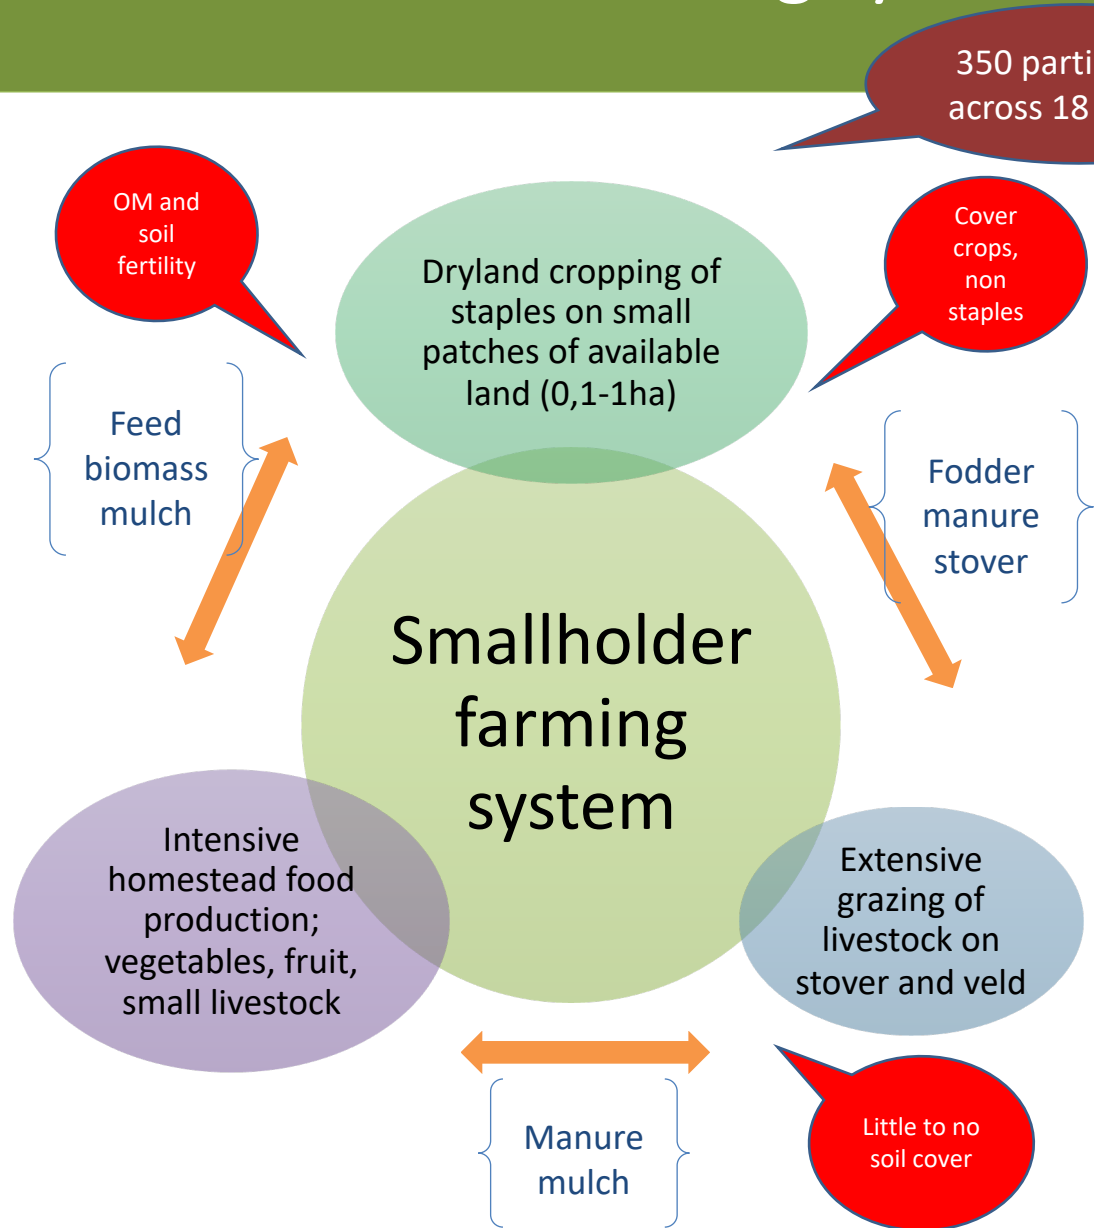 350 parti
across 18
OM and
soil
fertility
Cover
crops,
non
staples
Dryland cropping of
staples on small
patches of available
land (0,1-1ha)
Feed
biomass
mulch
Fodder
manure
stover
Smallholder
farming
system
Intensive
homestead food
production;
vegetables, fruit,
small livestock
Extensive
grazing of
livestock on
stover and veld
Manure
mulch
Little to no
soil cover